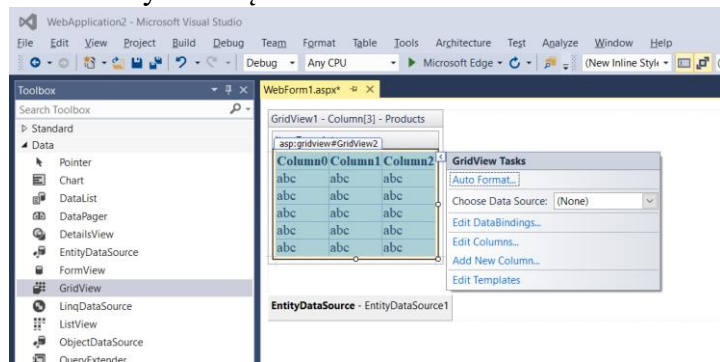 WebApplication2 - Microsoft Visual Studio
File Edit View Project Build Debug Team Format Table Tools Architecture Test Analyze Window Help
Debug Any CPU Microsoft Edge (New Inline Style
Toolbox
WebForm1.aspx*
Search Toolbox
GridView1 - Column[3] - Products
Standard
Data
asp:gridview#GridView2
Pointer
Chart
DataList
DataPager
DetailsView
EntityDataSource
FormView
GridView
LinqDataSource
ListView
ObjectDataSource
QueryExtender
Column0 Column1 Column2
abc abc abc
abc abc abc
abc abc abc
abc abc abc
abc abc abc
GridView Tasks
Auto Format...
Choose Data Source: (None)
Edit DataBindings...
Edit Columns...
Add New Column...
Edit Templates
EntityDataSource - EntityDataSource1